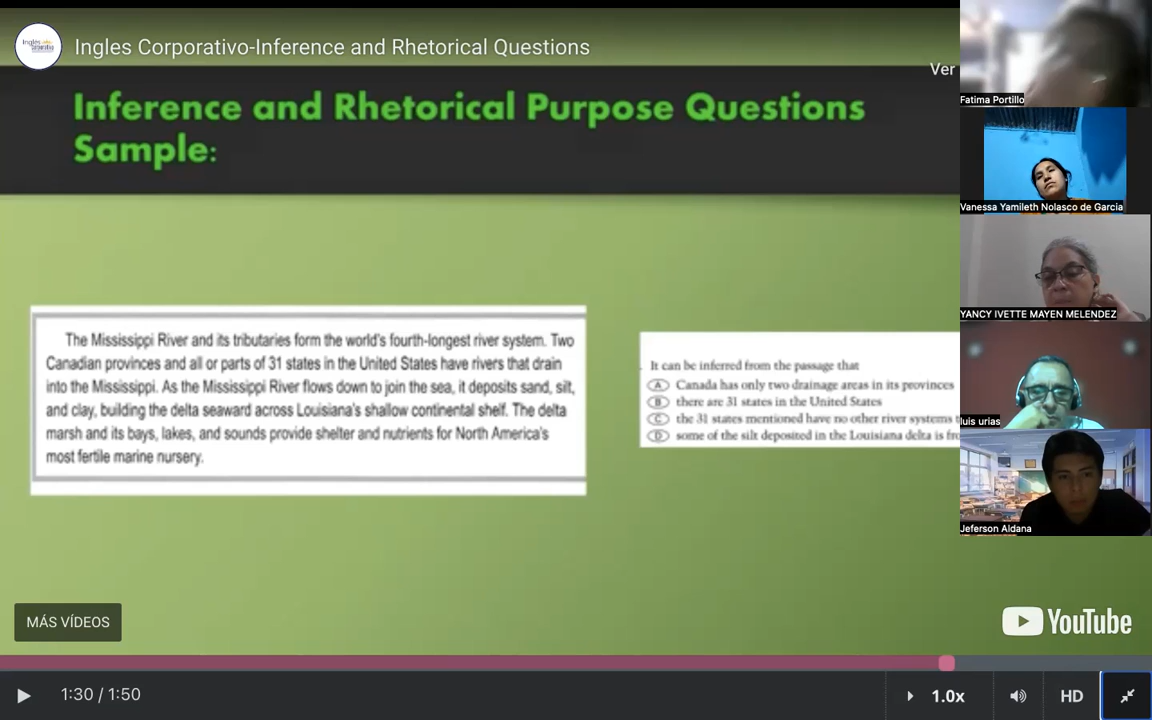 Ingles Corporativo-Inference and Rhetorical Questions
Ver
Inference and Rhetorical Purpose Questions
Sample:
The Mississippi River and its tributaries form the world's fourth-longest river system. Two
Canadian provinces and all or parts of 31 states in the United States have rivers that drain
into the Mississippi. As the Mississippi River flows down to join the sea, it deposits sand, silt,
and clay, building the delta seaward across Louisiana's shallow continental shelf. The delta
marsh and its bays, lakes, and sounds provide shelter and nutrients for North America's
most fertile marine nursery.
It can be inferred from the passage that
A Canada has only two drainage areas in its provinces
B there are 31 states in the United States
C the 31 states mentioned have no other river systems
D some of the silt deposited in the Louisiana delta is
Fatima Portillo
Vanessa Yamileth Nolasco de Garcia
YANCY IVETTE MAYEN MELENDEZ
luis urias
Jeferson Aldana
MÁS VÍDEOS
YouTube
1:30 / 1:50
1.0x
HD